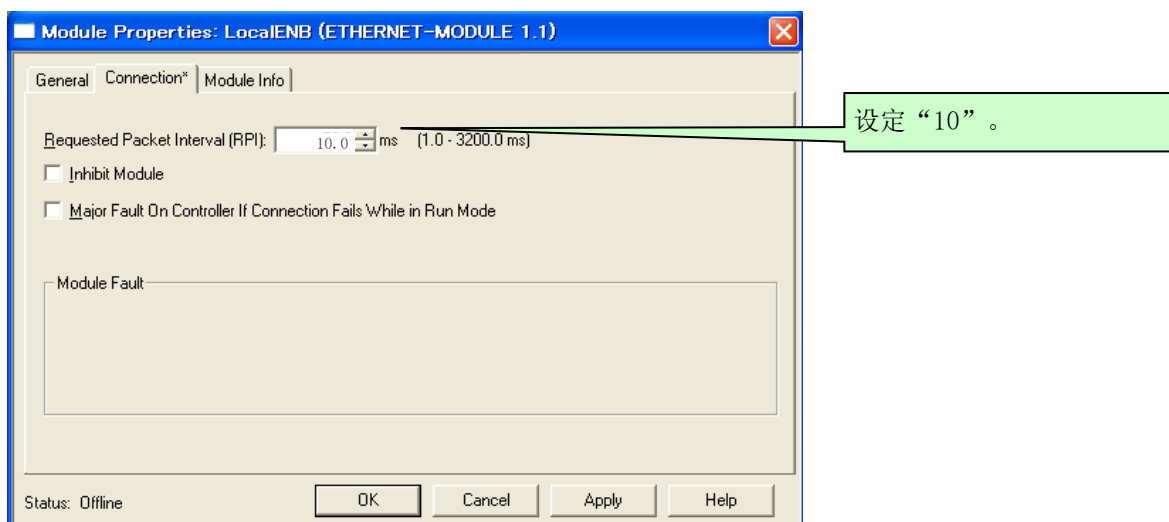 Module Properties: LocalENB (ETHERNET-MODULE 1.1)
General Connection* Module Info
Requested Packet Interval (RPI): 10.0 ms (1.0 - 3200.0 ms)
设定“10”。
Inhibit Module
Major Fault On Controller If Connection Fails While in Run Mode
Module Fault
Status: Offline OK Cancel Apply Help